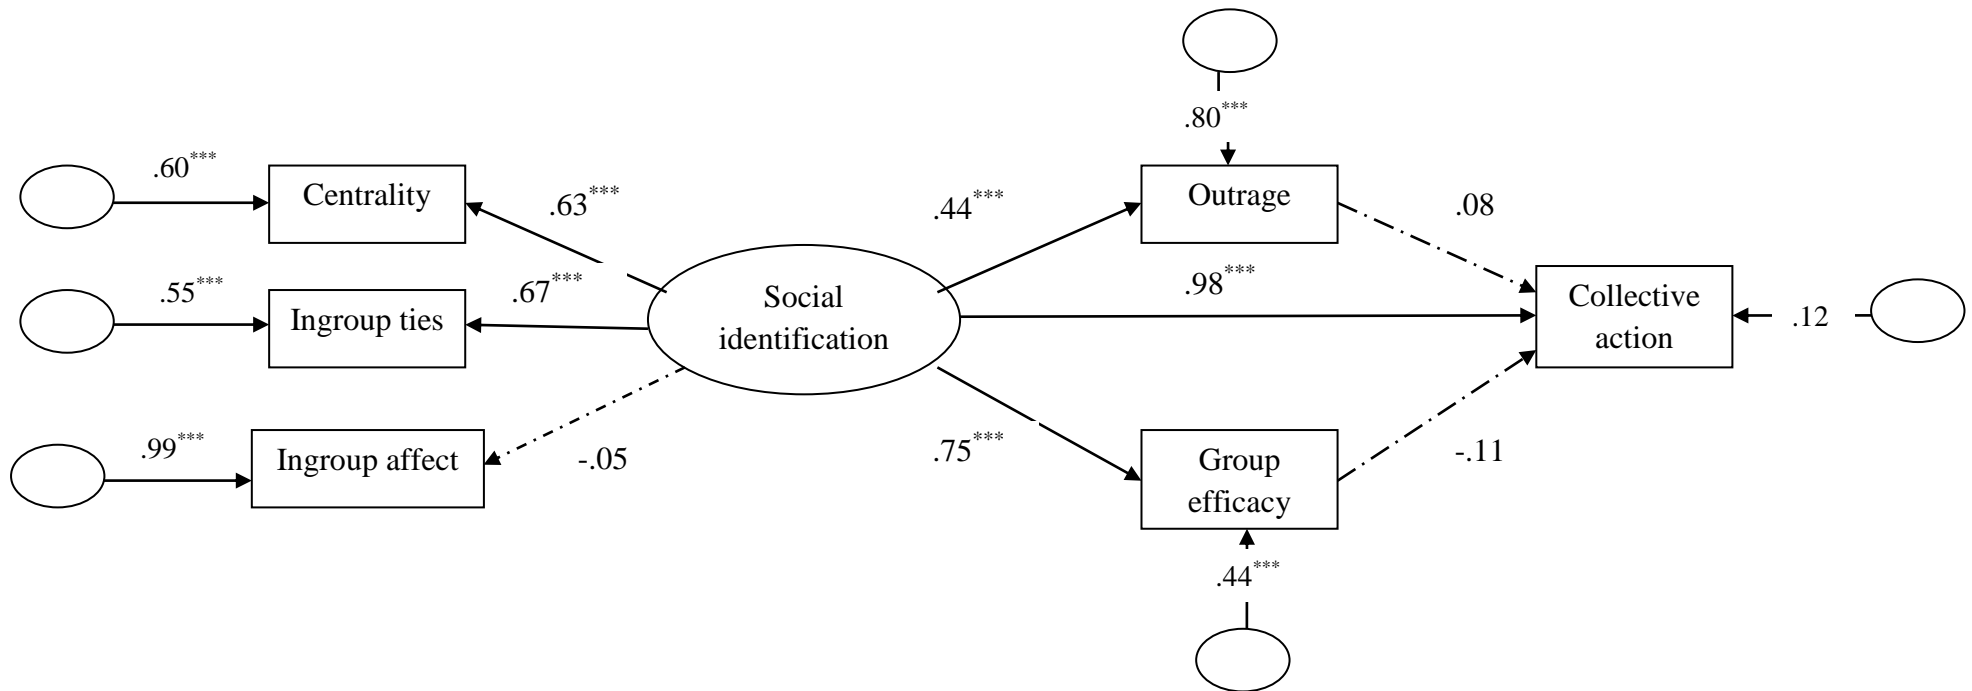 .80***
.60***
Centrality
.63***
.44***
Outrage
.08
.55***
Ingroup ties
.67***
Social
identification
.98***
Collective
action
.12
.99***
Ingroup affect
-.05
.75***
Group
efficacy
-.11
.44***